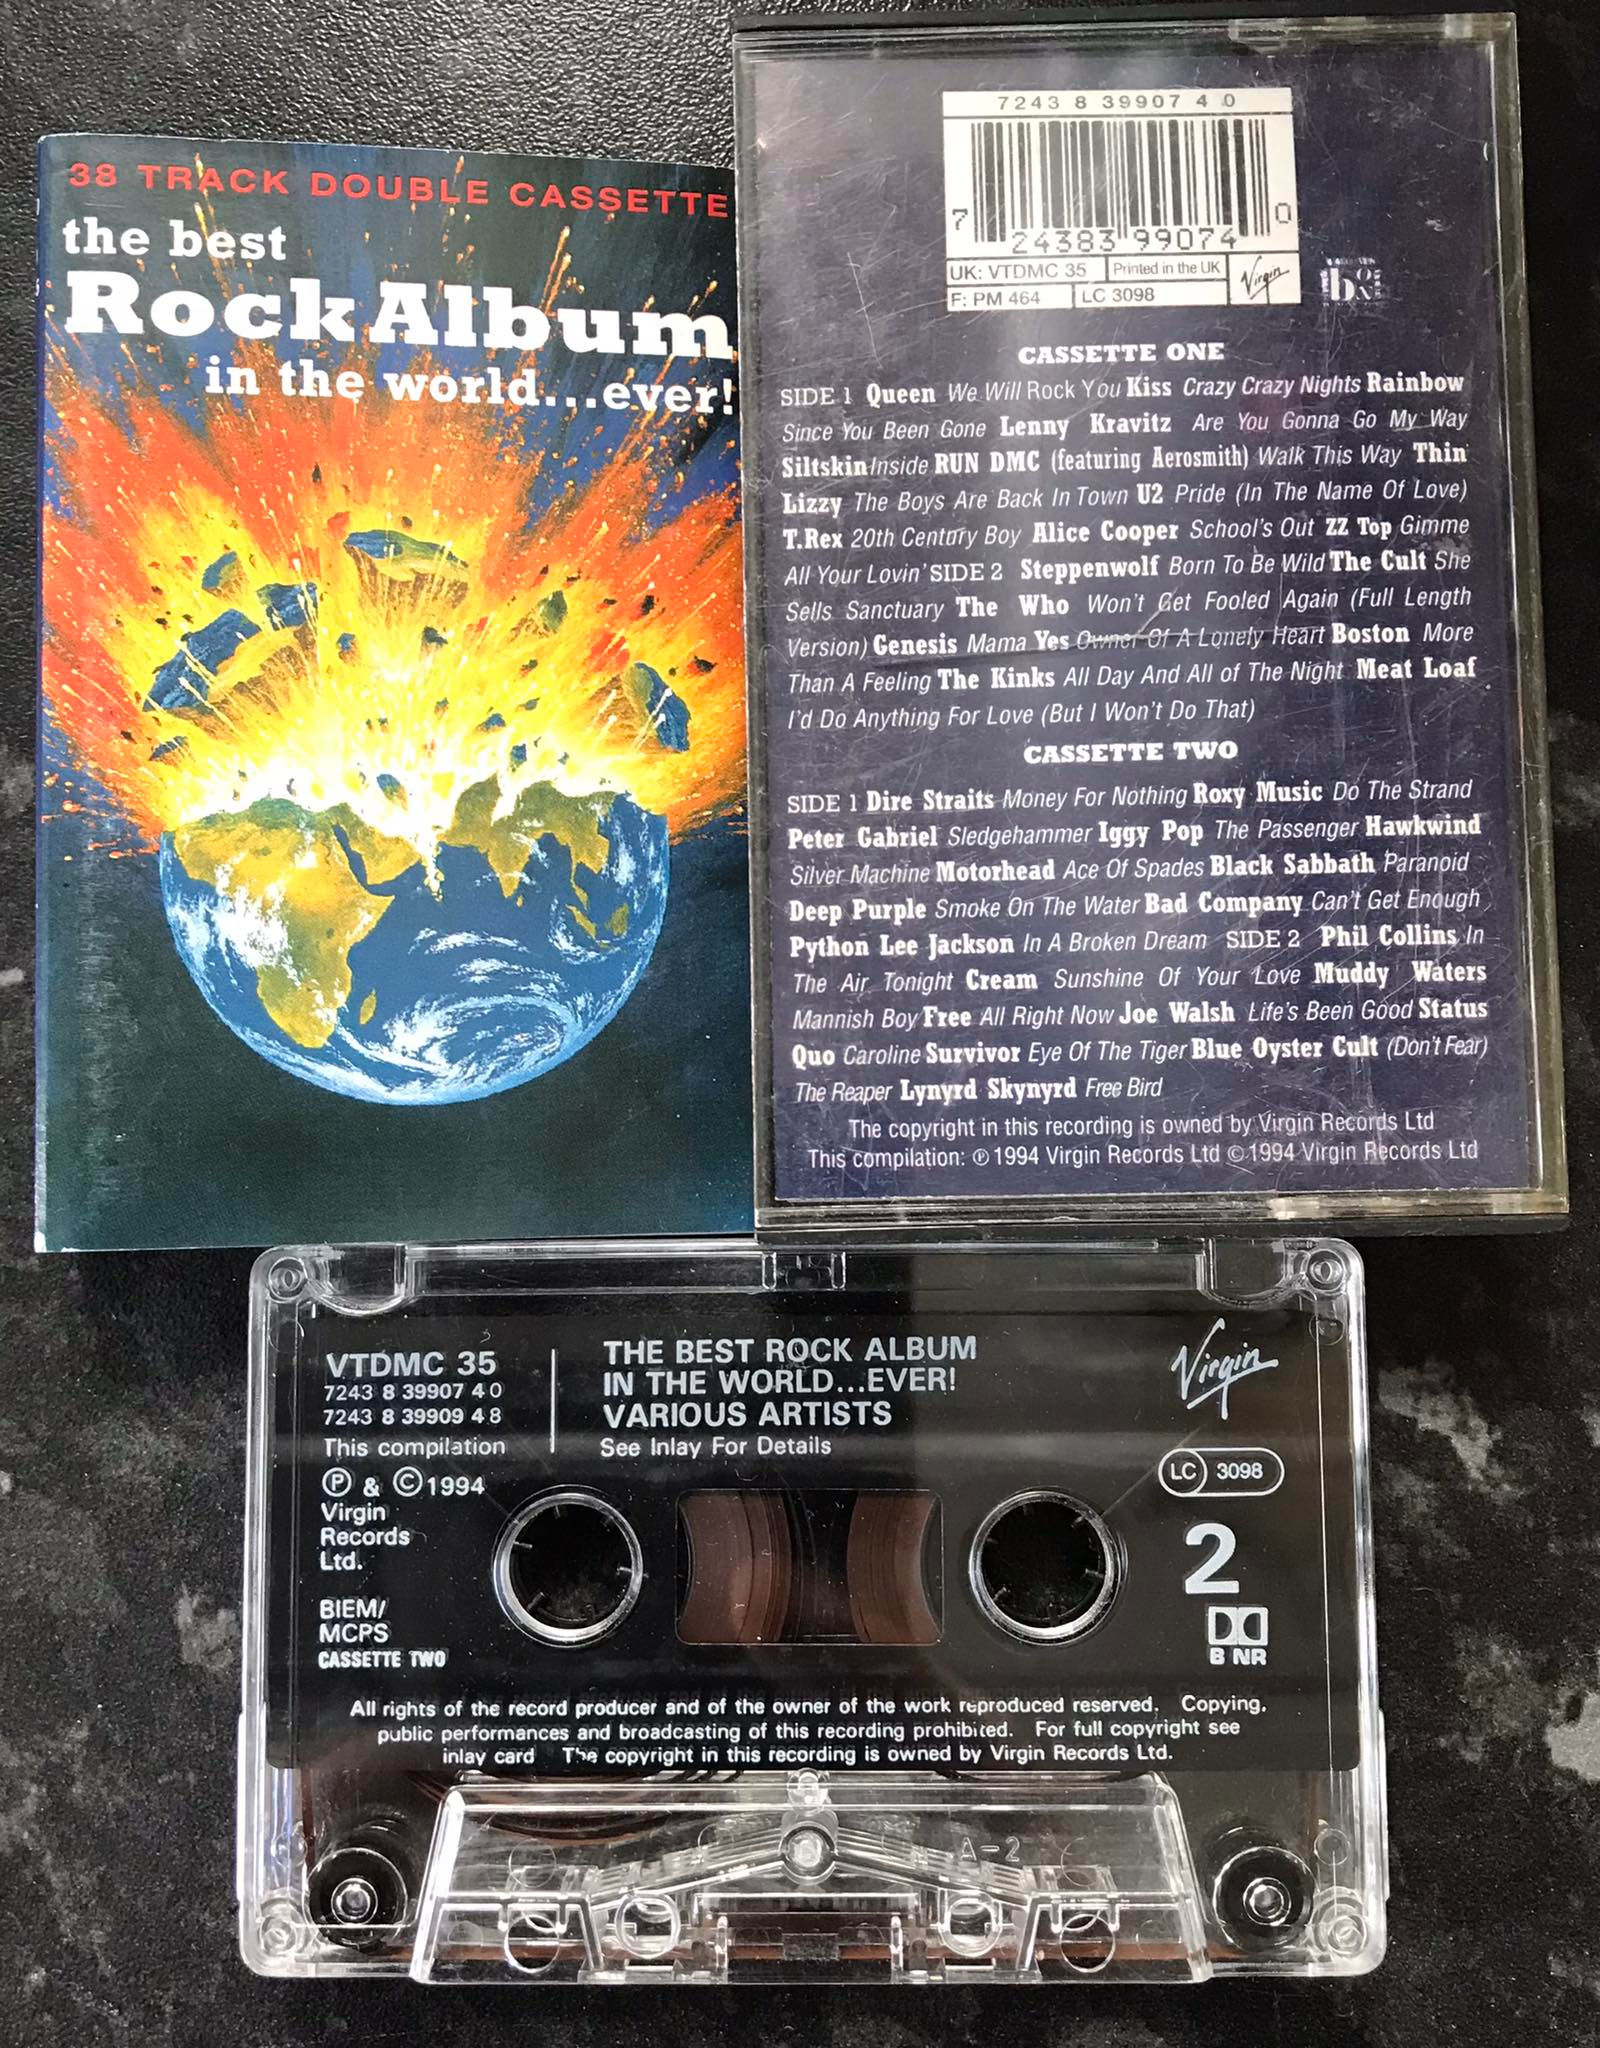 38 TRACK DOUBLE CASSETTE
the best
Rock Album
in the world...ever!
7243 8 39907 4 0
7 24383 99074 0
UK: VTDMC 35
Printed in the UK
Virgin
F: PM 464
LC 3098
CASSETTE ONE
SIDE 1 Queen We Will Rock You Kiss Crazy Crazy Nights Rainbow
Since You Been Gone Lenny Kravitz Are You Gonna Go My Way
Siltskin Inside RUN DMC (featuring Aerosmith) Walk This Way Thin
Lizzy The Boys Are Back In Town U2 Pride (In The Name Of Love)
T.Rex 20th Century Boy Alice Cooper School's Out ZZ Top Gimme
All Your Lovin' SIDE 2 Steppenwolf Born To Be Wild The Cult She
Sells Sanctuary The Who Won't Get Fooled Again (Full Length
Version) Genesis Mama Yes Owner Of A Lonely Heart Boston More
Than A Feeling The Kinks All Day And All of The Night Meat Loaf
I'd Do Anything For Love (But I Won't Do That)
CASSETTE TWO
SIDE 1 Dire Straits Money For Nothing Roxy Music Do The Strand
Peter Gabriel Sledgehammer Iggy Pop The Passenger Hawkwind
Silver Machine Motorhead Ace Of Spades Black Sabbath Paranoid
Deep Purple Smoke On The Water Bad Company Can't Get Enough
Python Lee Jackson In A Broken Dream SIDE 2 Phil Collins In
The Air Tonight Cream Sunshine Of Your Love Muddy Waters
Mannish Boy Free All Right Now Joe Walsh Life's Been Good Status
Quo Caroline Survivor Eye Of The Tiger Blue Oyster Cult (Don't Fear)
The Reaper Lynyrd Skynyrd Free Bird
The copyright in this recording is owned by Virgin Records Ltd
This compilation: ℗ 1994 Virgin Records Ltd © 1994 Virgin Records Ltd
VTDMC 35
7243 8 39907 4 0
7243 8 39909 4 8
This compilation
℗ & © 1994
Virgin
Records
Ltd.
BIEM/
MCPS
CASSETTE TWO
THE BEST ROCK ALBUM
IN THE WORLD...EVER!
VARIOUS ARTISTS
See Inlay For Details
Virgin
LC 3098
2
B NR
All rights of the record producer and of the owner of the work reproduced reserved. Copying,
public performances and broadcasting of this recording prohibited. For full copyright see
inlay card The copyright in this recording is owned by Virgin Records Ltd.
A-2